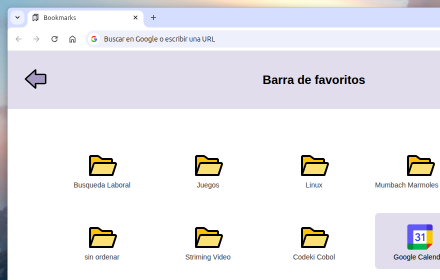 Bookmarks
Buscar en Google o escribir una URL
Barra de favoritos
Busqueda Laboral
Juegos
Linux
Mumbach Marmoles
31
sin ordenar
Striming Video
Codeki Cobol
Google Calend